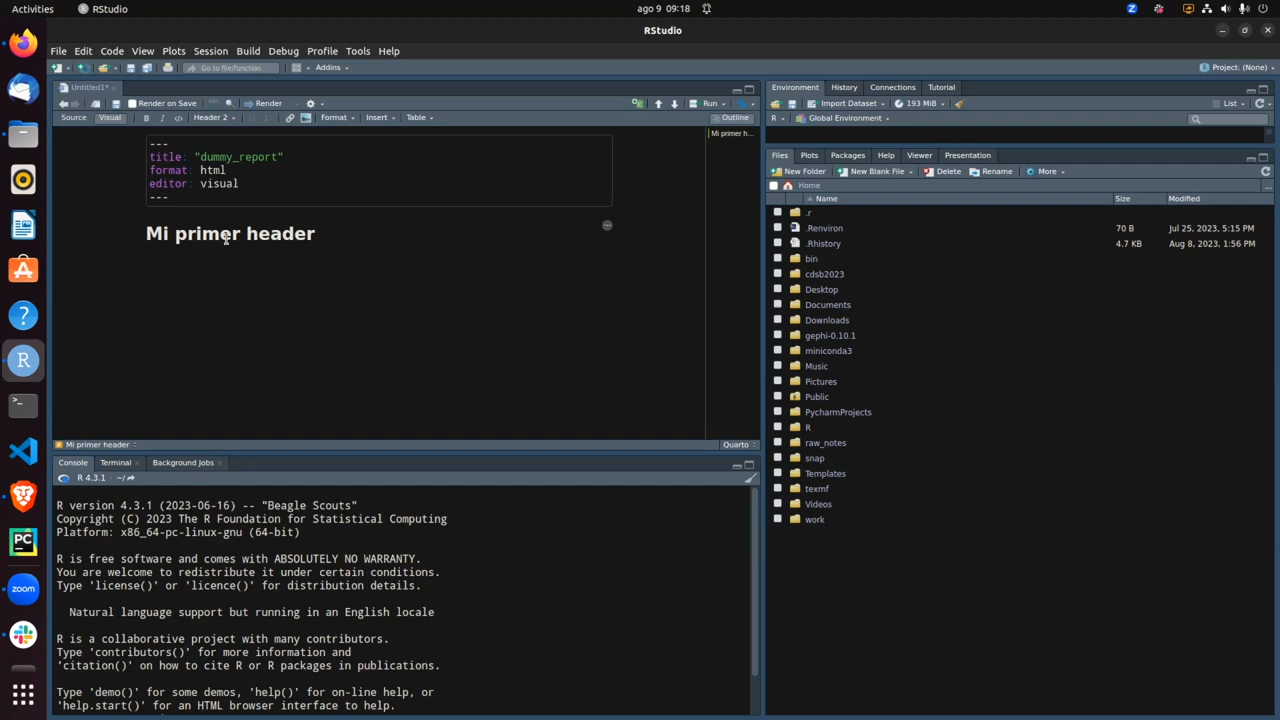 Activities
RStudio
ago 9 09:18
RStudio
File Edit Code View Plots Session Build Debug Profile Tools Help
Go to file/function
Addins
Project: (None)
Untitled1*
Render on Save
Render
Run
Source
Visual
Header 2
Format
Insert
Table
Outline
---
title: "dummy_report"
format: html
editor: visual
---
Mi primer header
Mi primer h...
Mi primer header
Quarto
Console
Terminal
Background Jobs
R 4.3.1 · ~/
R version 4.3.1 (2023-06-16) -- "Beagle Scouts"
Copyright (C) 2023 The R Foundation for Statistical Computing
Platform: x86_64-pc-linux-gnu (64-bit)
R is free software and comes with ABSOLUTELY NO WARRANTY.
You are welcome to redistribute it under certain conditions.
Type 'license()' or 'licence()' for distribution details.
Natural language support but running in an English locale
R is a collaborative project with many contributors.
Type 'contributors()' for more information and
'citation()' on how to cite R or R packages in publications.
Type 'demo()' for some demos, 'help()' for on-line help, or
'help.start()' for an HTML browser interface to help.
Environment History Connections Tutorial
Import Dataset
193 MiB
List
R
Global Environment
Files Plots Packages Help Viewer Presentation
New Folder
New Blank File
Delete
Rename
More
Home
Name Size Modified
.r
.Renviron 70 B Jul 25, 2023, 5:15 PM
.Rhistory 4.7 KB Aug 8, 2023, 1:56 PM
bin
cdsb2023
Desktop
Documents
Downloads
gephi-0.10.1
miniconda3
Music
Pictures
Public
PycharmProjects
R
raw_notes
snap
Templates
texmf
Videos
work
R
zoom
PC